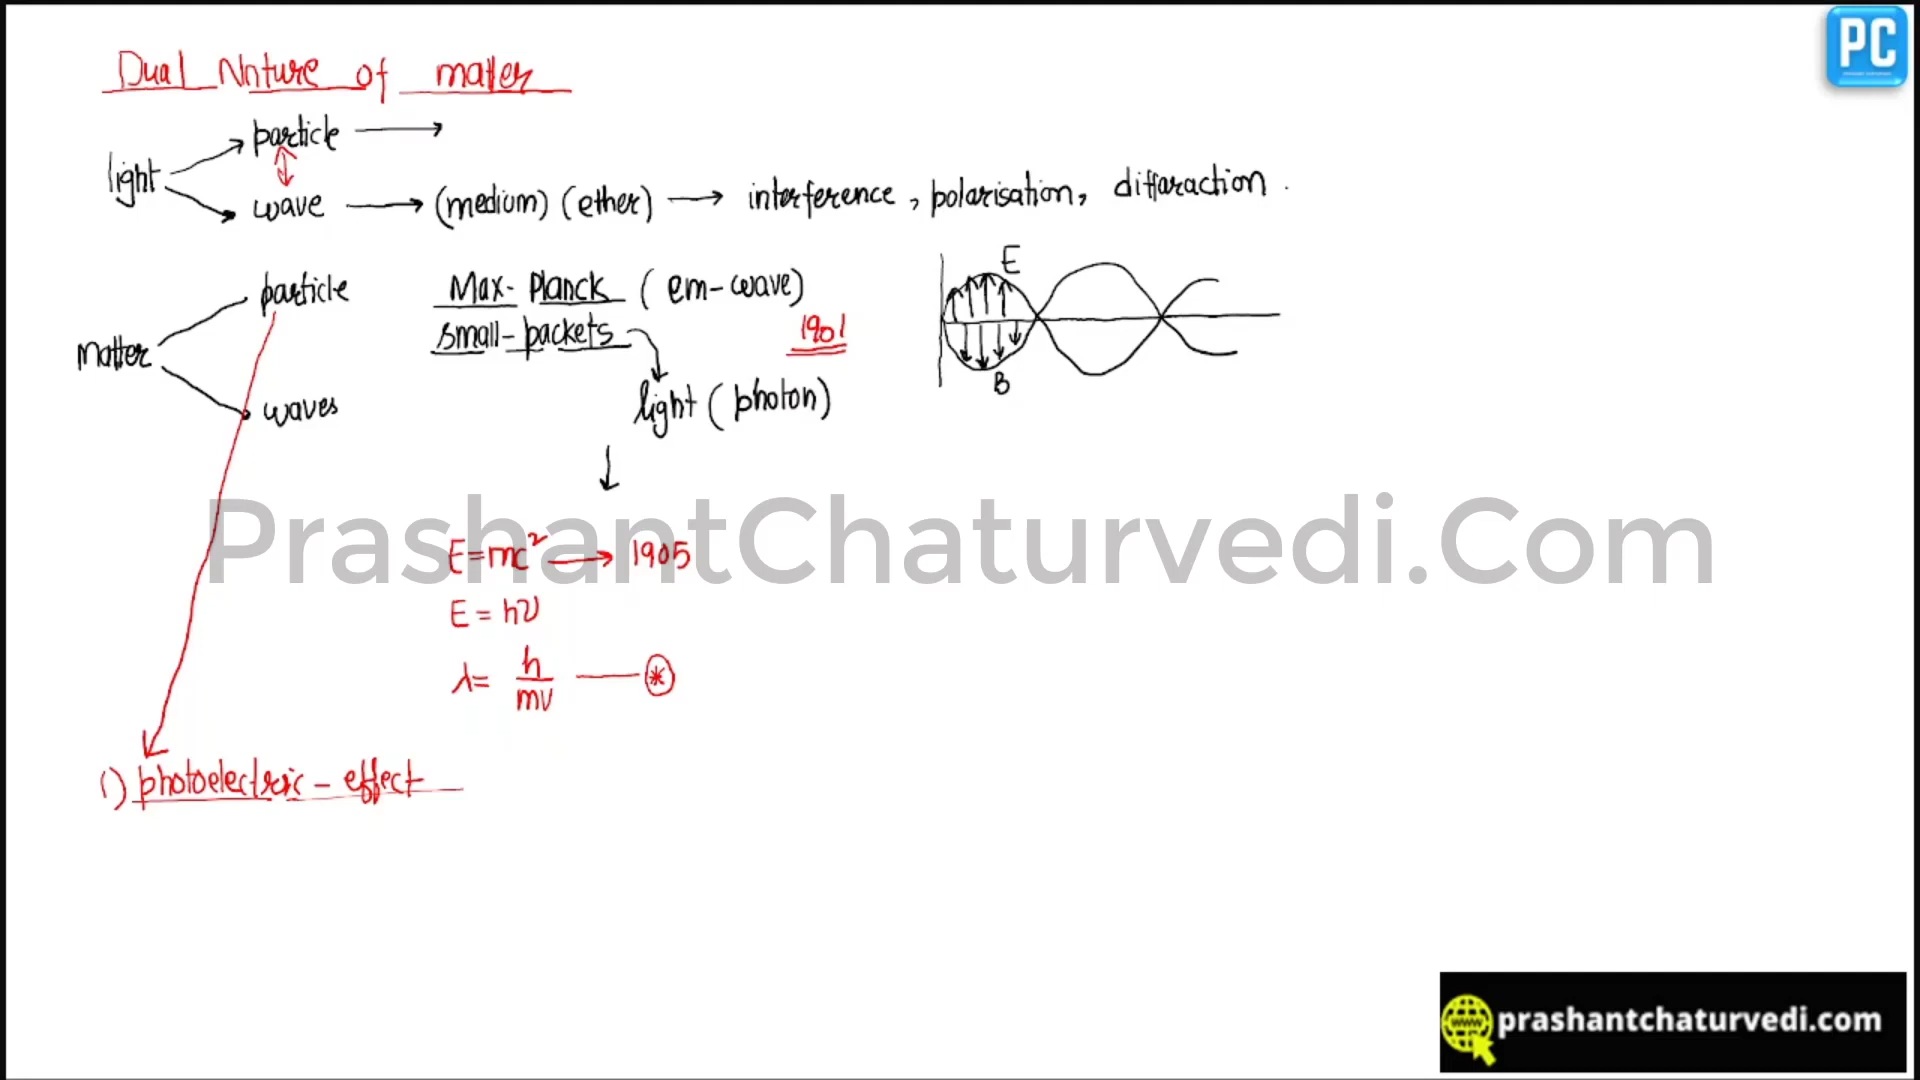 PC
Dual Nature of matter
light
particle
wave → (medium) (ether) → interference, polarisation, diffaraction.
Matter
particle
waves
Max-Planck (em-wave)
small-packets
1901
light (photon)
E
B
E=mc² → 1905
E = hν
λ= h/mv — *
1) photoelectric-effect
PrashantChaturvedi.Com
www prashantchaturvedi.com